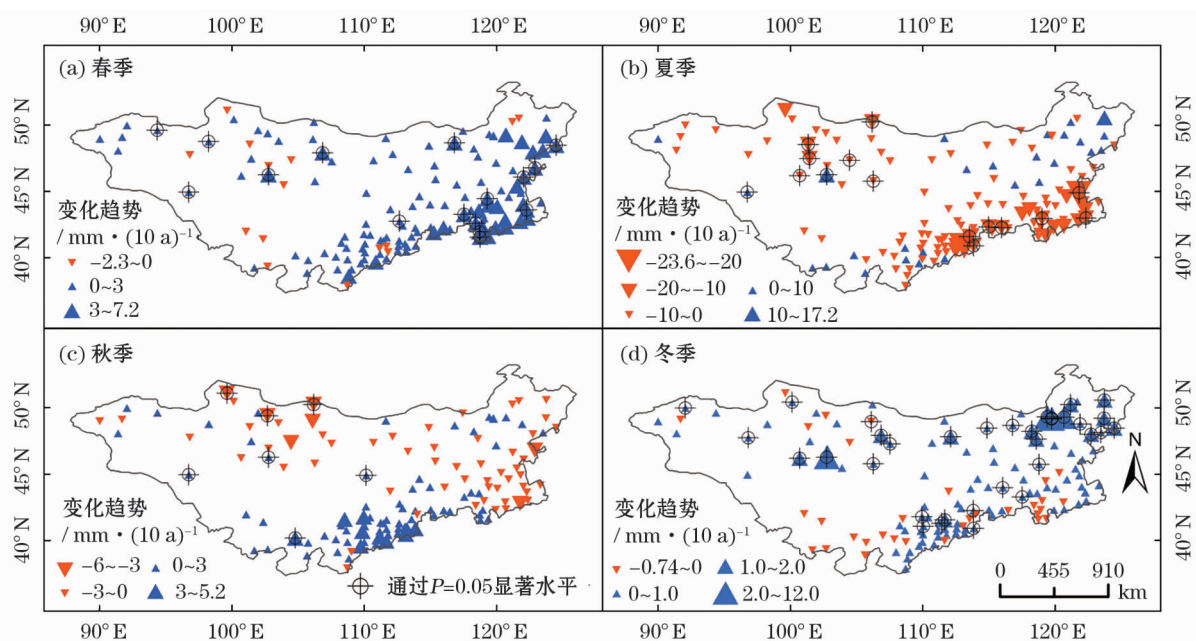 90° E 100° E 110° E 120° E 90° E 100° E 110° E 120° E
(a) 春季
50° N
45° N
40° N
变化趋势
/ mm·(10 a)⁻¹
−2.3~0
0~3
3~7.2
(b) 夏季
50° N
45° N
40° N
变化趋势
/ mm·(10 a)⁻¹
−23.6~−20
−20~−10
−10~0
0~10
10~17.2
(c) 秋季
50° N
45° N
40° N
变化趋势
/ mm·(10 a)⁻¹
−6~−3
−3~0
0~3
3~5.2
通过P=0.05显著水平
(d) 冬季
50° N
45° N
40° N
N
变化趋势
/ mm·(10 a)⁻¹
−0.74~0
0~1.0
1.0~2.0
2.0~12.0
0 455 910
km
90° E 100° E 110° E 120° E 90° E 100° E 110° E 120° E